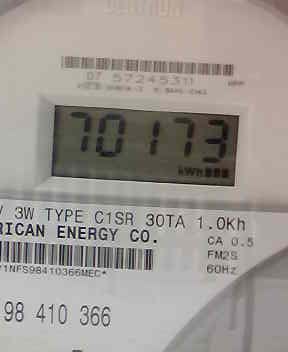 CENTRON
07 57245311
70173
kWh
V 3W TYPE C1SR 30TA 1.0Kh
RICAN ENERGY CO.
CA 0.5
FM2S
60Hz
98 410 366